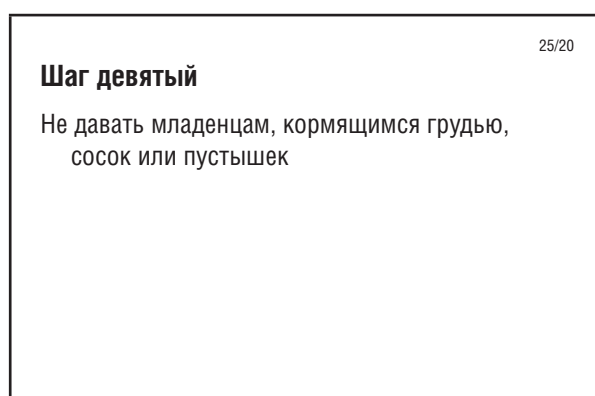 25/20
Шаг девятый
Не давать младенцам, кормящимся грудью,
сосок или пустышек